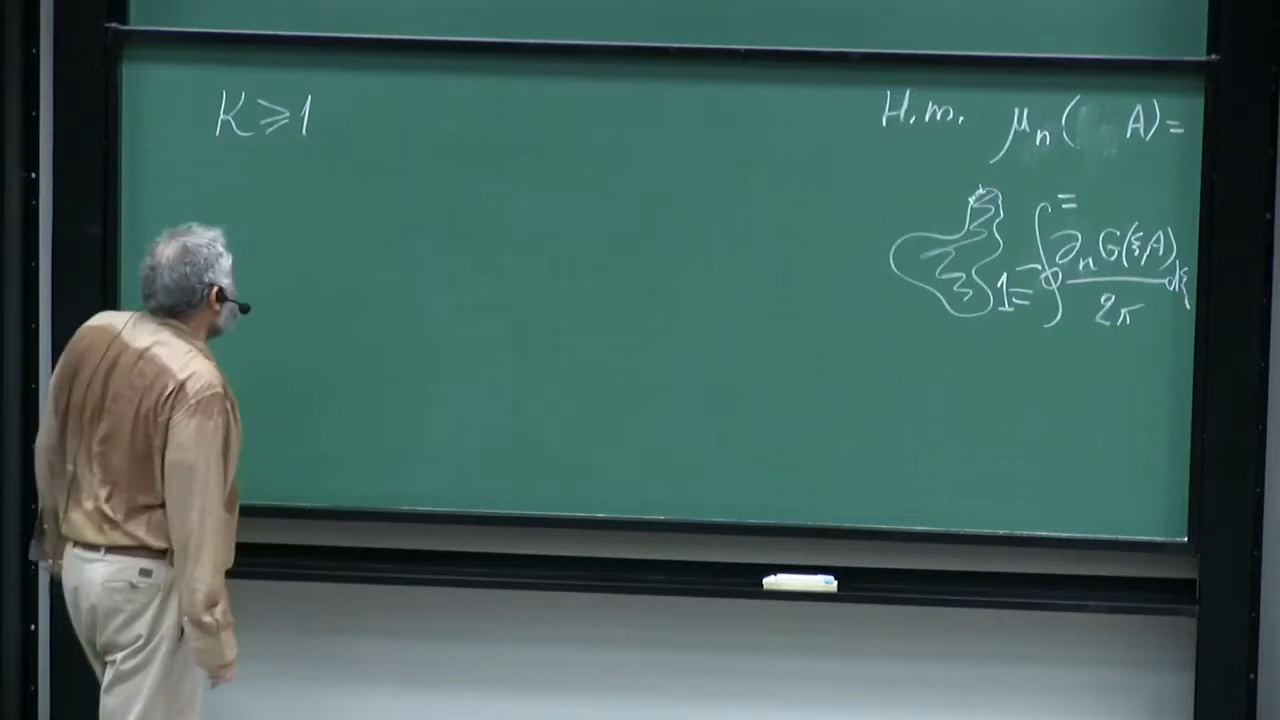 K ⩾ 1
H.m. μₙ( A) =
=
1 = ∮ ∂ₙ G(ξ, A) / 2π dξ